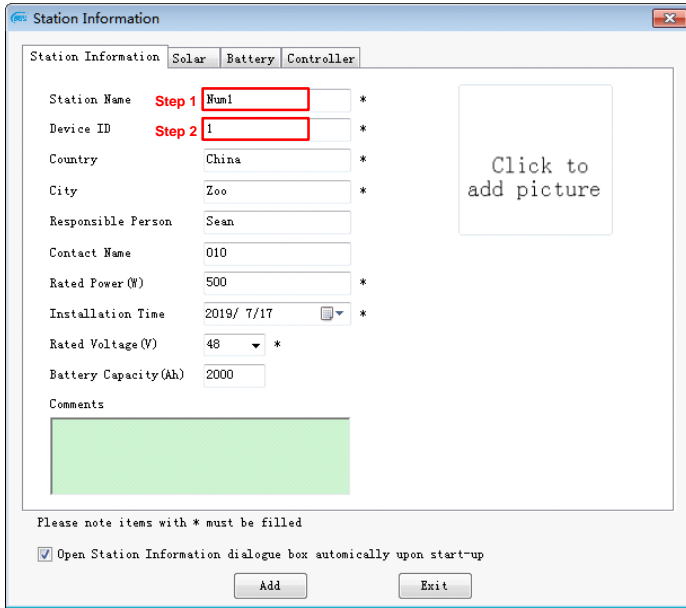 Station Information
Station Information Solar Battery Controller
Station Name Step 1 Num1 *
Device ID Step 2 1 *
Country China *
City Zoo *
Responsible Person Sean
Contact Name 010
Rated Power(W) 500 *
Installation Time 2019/ 7/17 *
Rated Voltage(V) 48 *
Battery Capacity(Ah) 2000
Comments
Click to
add picture
Please note items with * must be filled
Open Station Information dialogue box automically upon start-up
Add Exit